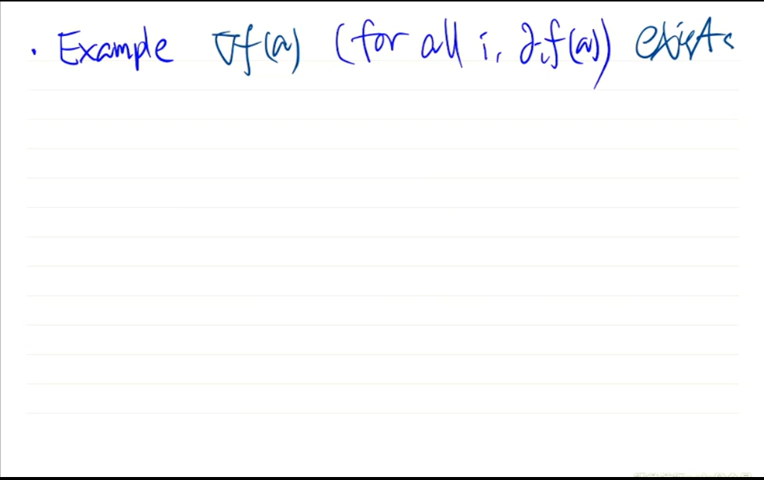 · Example ∇f(a) (for all i, ∂ᵢf(a)) exists